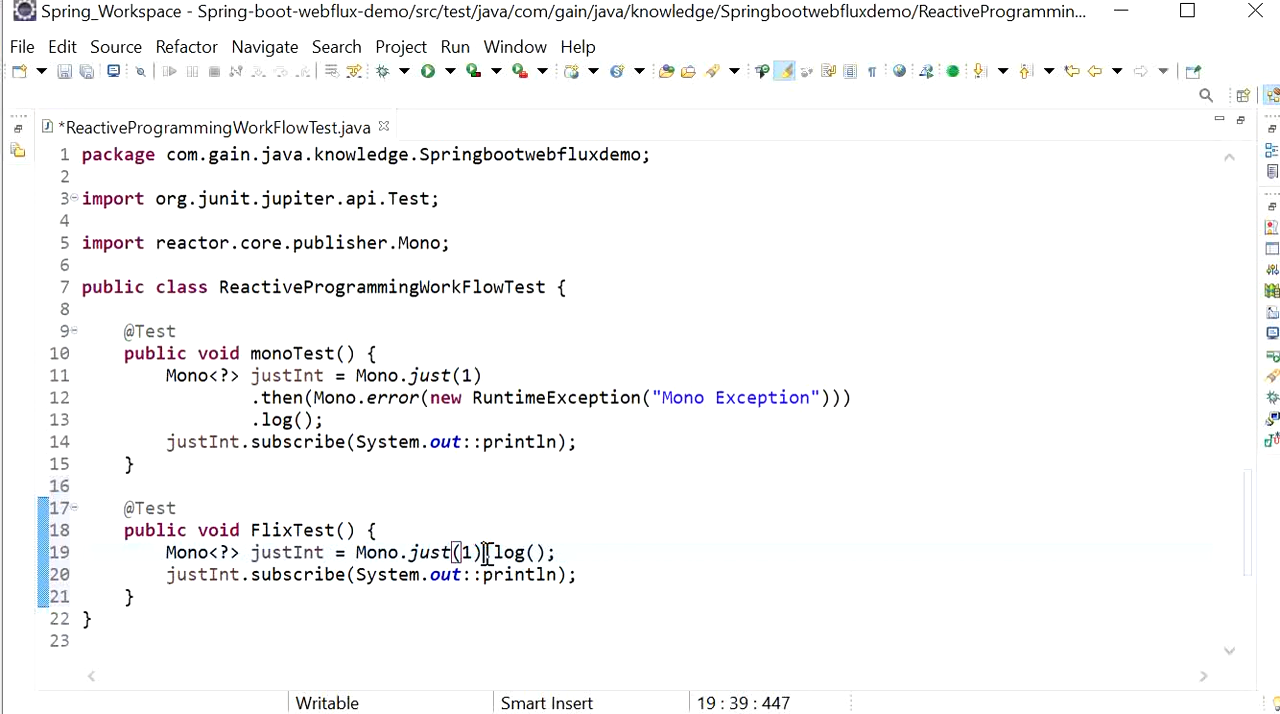 Spring_Workspace - Spring-boot-webflux-demo/src/test/java/com/gain/java/knowledge/Springbootwebfluxdemo/ReactiveProgrammin...
File Edit Source Refactor Navigate Search Project Run Window Help
*ReactiveProgrammingWorkFlowTest.java
1 package com.gain.java.knowledge.Springbootwebfluxdemo;
2
3 import org.junit.jupiter.api.Test;
4
5 import reactor.core.publisher.Mono;
6
7 public class ReactiveProgrammingWorkFlowTest {
8
9 @Test
10 public void monoTest() {
11 Mono<?> justInt = Mono.just(1)
12 .then(Mono.error(new RuntimeException("Mono Exception")))
13 .log();
14 justInt.subscribe(System.out::println);
15 }
16
17 @Test
18 public void FlixTest() {
19 Mono<?> justInt = Mono.just(1).log();
20 justInt.subscribe(System.out::println);
21 }
22 }
23
Writable Smart Insert 19 : 39 : 447